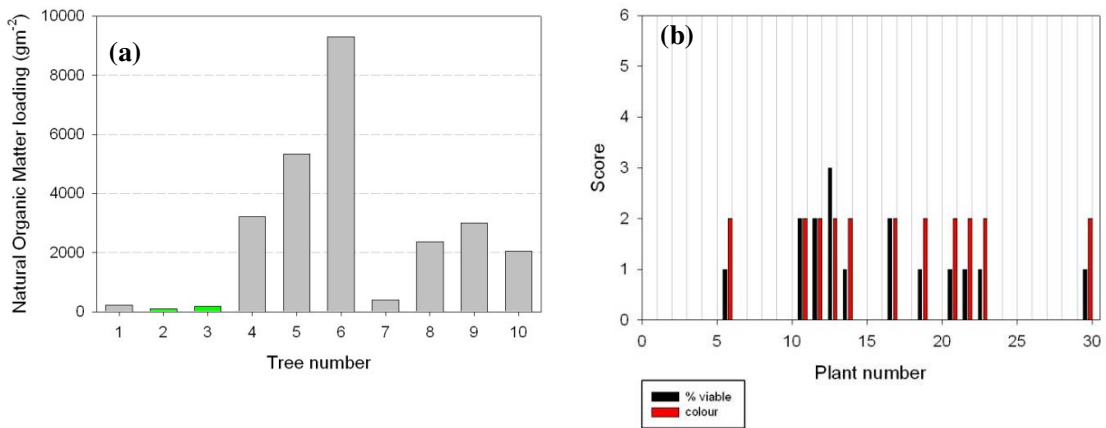 (a)
Natural Organic Matter loading (gm-2)
10000
8000
6000
4000
2000
0
1 2 3 4 5 6 7 8 9 10
Tree number
(b)
Score
6
5
4
3
2
1
0
0 5 10 15 20 25 30
Plant number
% viable
colour